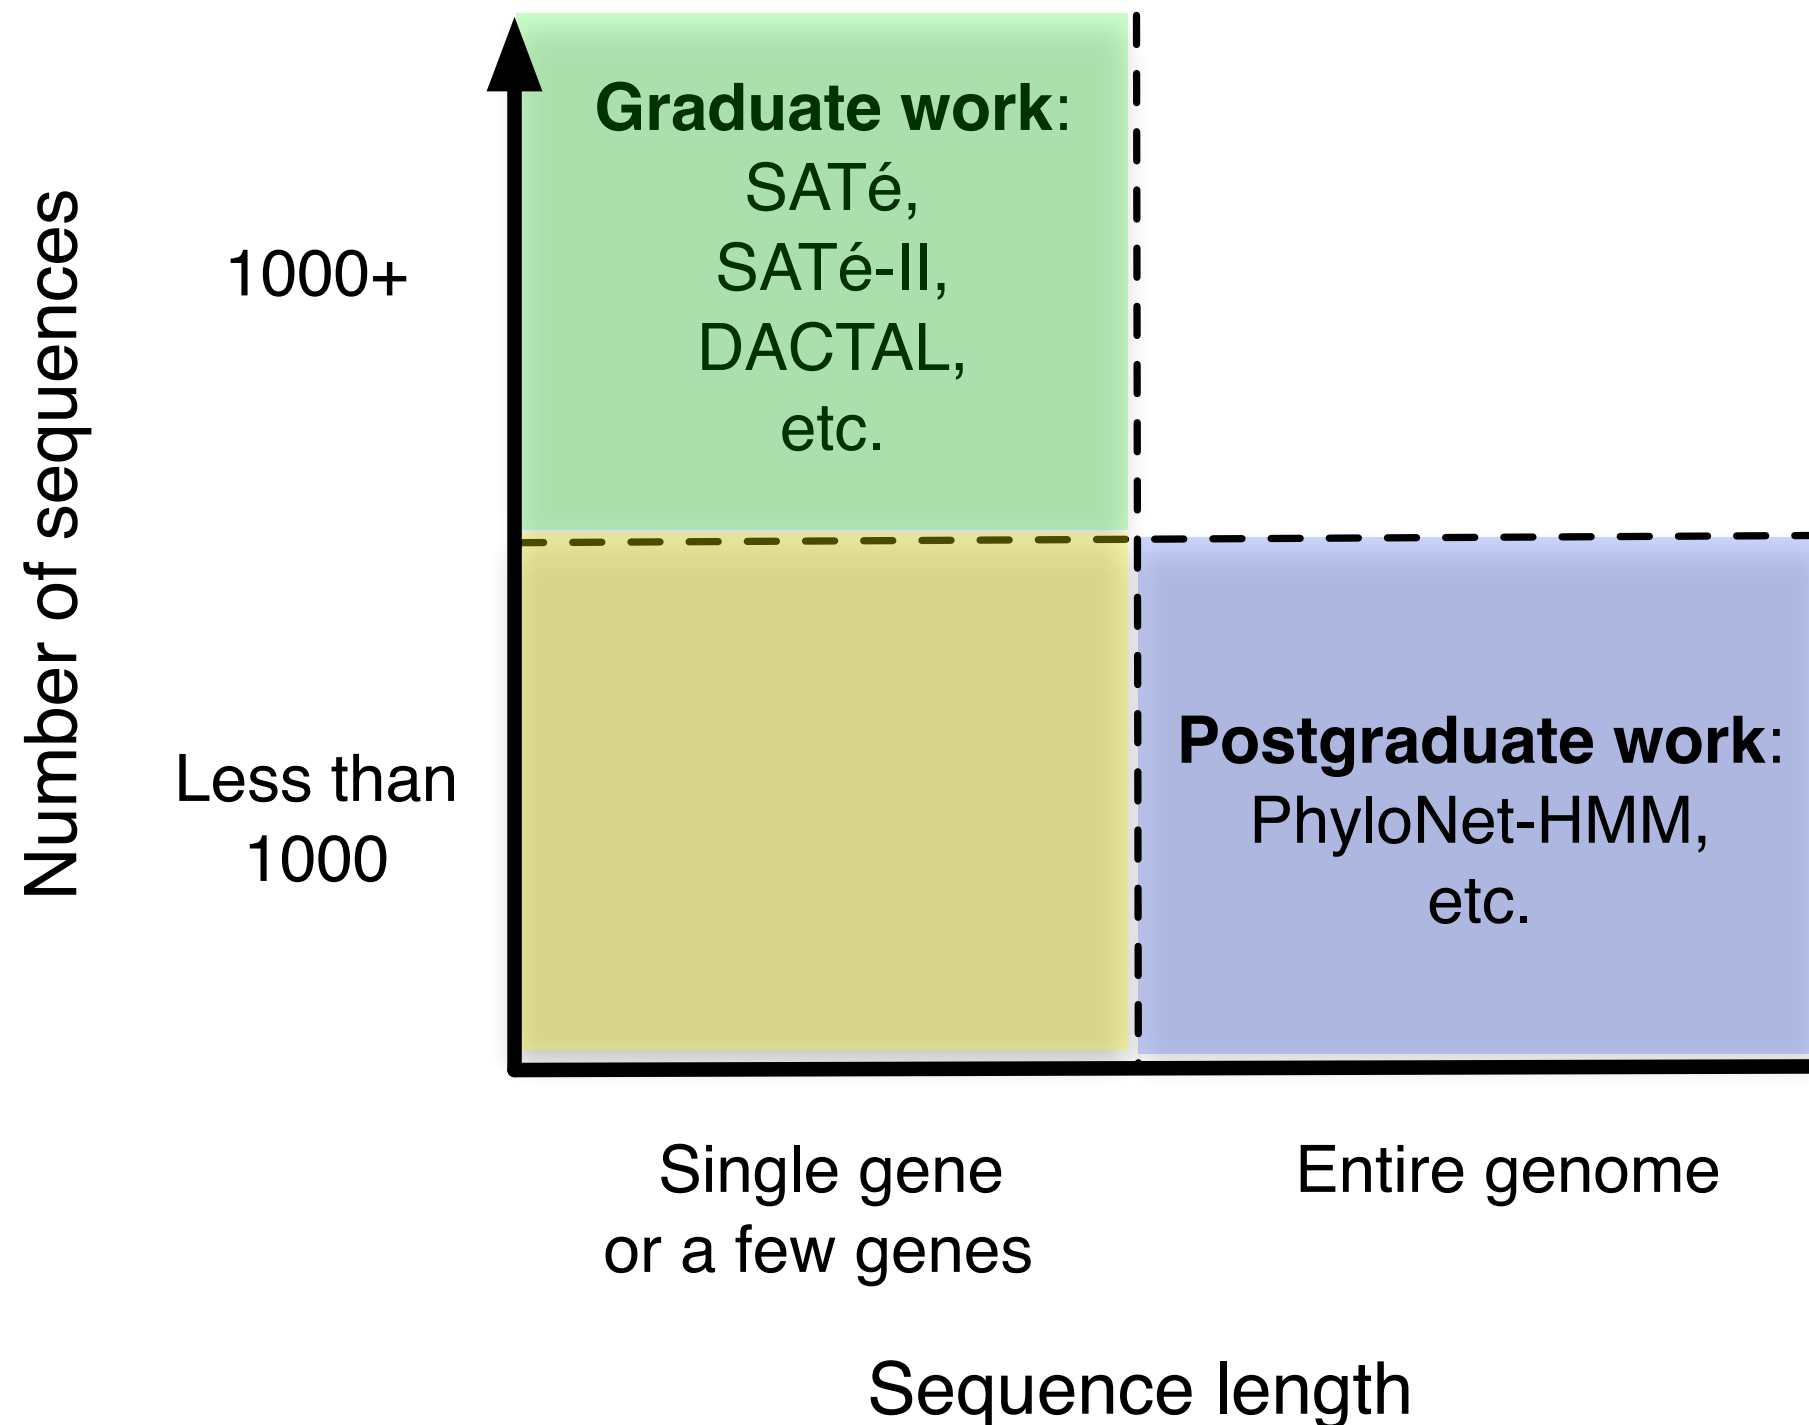 Number of sequences
1000+
Less than
1000
Graduate work:
SATé,
SATé-II,
DACTAL,
etc.
Postgraduate work:
PhyloNet-HMM,
etc.
Single gene
or a few genes
Entire genome
Sequence length